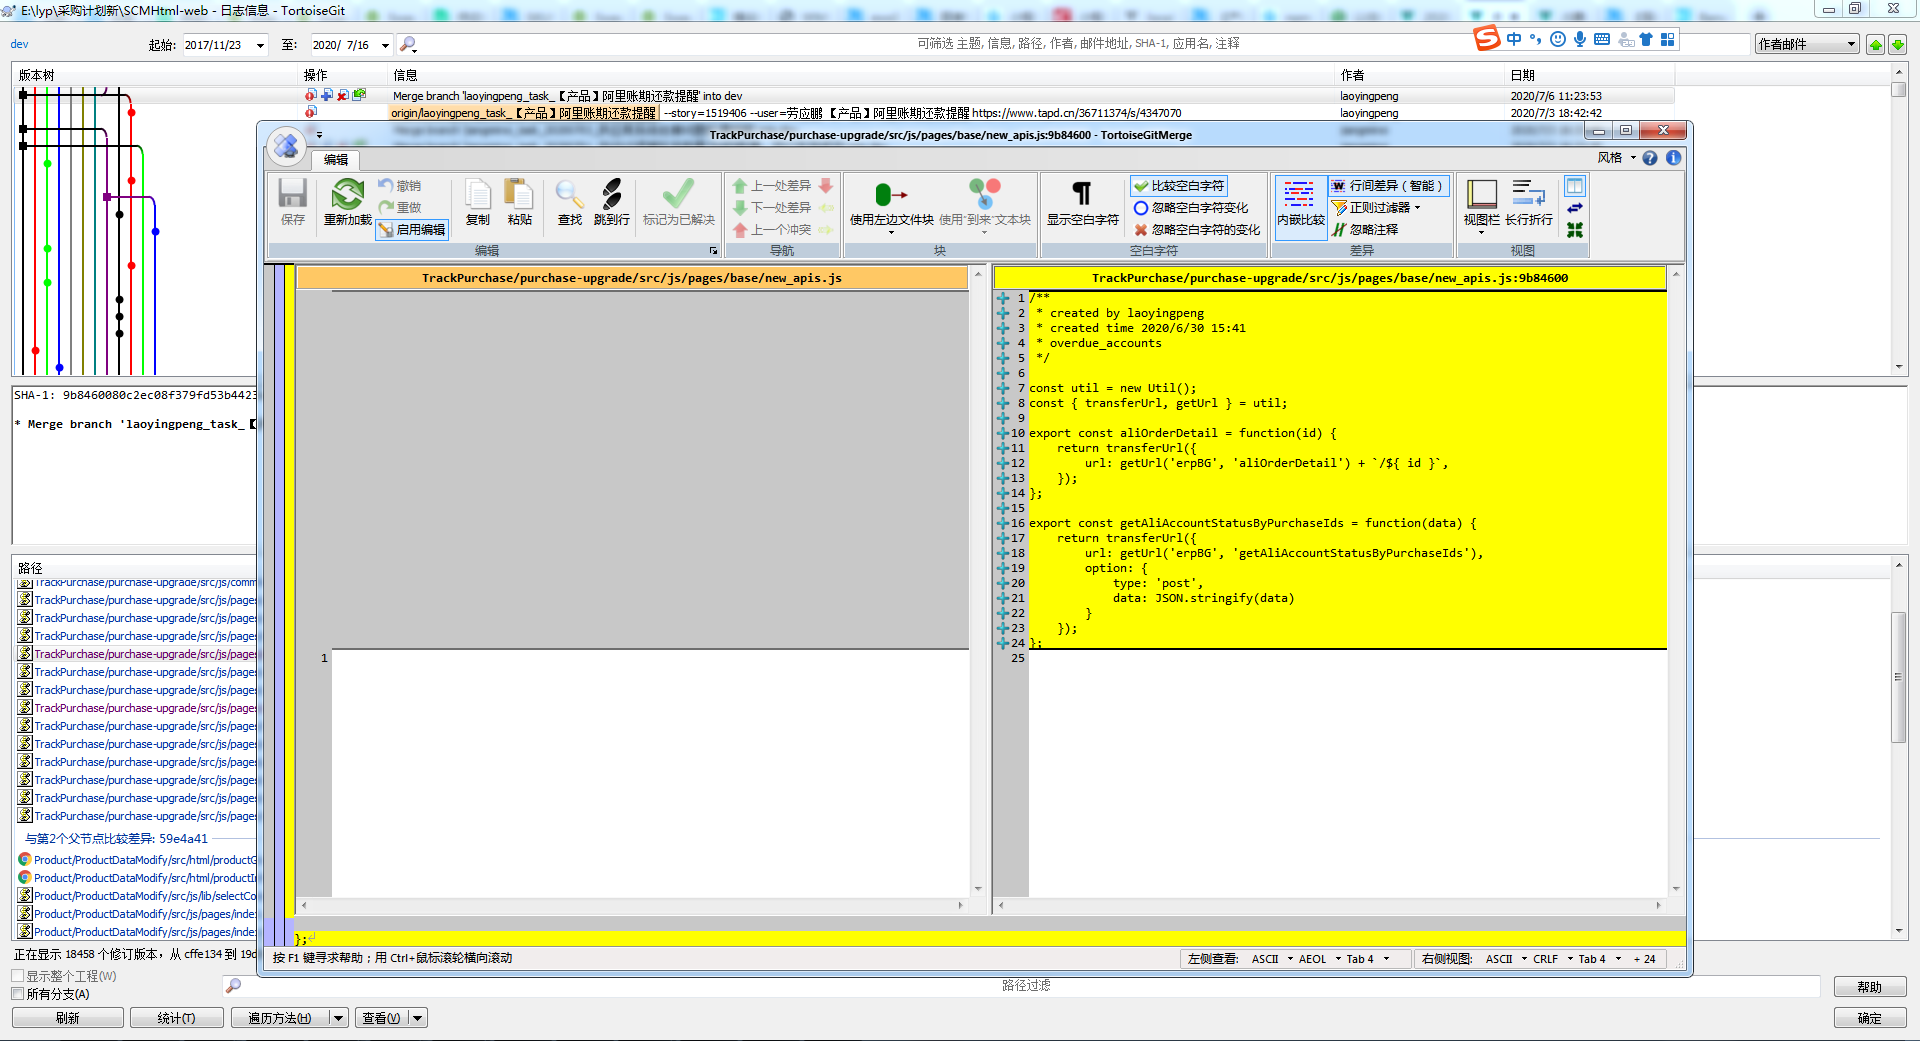 E:\lyp\采购计划新\SCMHtml-web - 日志信息 - TortoiseGit
dev
起始: 2017/11/23 至: 2020/ 7/16
可筛选 主题, 信息, 路径, 作者, 邮件地址, SHA-1, 应用名, 注释
中
作者邮件
版本树 操作 信息 作者 日期
Merge branch 'laoyingpeng_task_【产品】阿里账期还款提醒' into dev laoyingpeng 2020/7/6 11:23:53
origin/laoyingpeng_task_【产品】阿里账期还款提醒 --story=1519406 --user=劳应鹏 【产品】阿里账期还款提醒 https://www.tapd.cn/36711374/s/4347070 laoyingpeng 2020/7/3 18:42:42
TrackPurchase/purchase-upgrade/src/js/pages/base/new_apis.js:9b84600 - TortoiseGitMerge
编辑
风格
保存
重新加载
撤销
重做
启用编辑
复制
粘贴
查找
跳到行
标记为已解决
编辑
上一处差异
下一处差异
上一个冲突
导航
使用左边文件块
使用“到来”文本块
块
显示空白字符
比较空白字符
忽略空白字符变化
忽略空白字符的变化
空白字符
内嵌比较
行间差异（智能）
正则过滤器
忽略注释
差异
视图栏
长行折行
视图
TrackPurchase/purchase-upgrade/src/js/pages/base/new_apis.js
1
TrackPurchase/purchase-upgrade/src/js/pages/base/new_apis.js:9b84600
1 /**
2  * created by laoyingpeng
3  * created time 2020/6/30 15:41
4  * overdue_accounts
5  */
6
7 const util = new Util();
8 const { transferUrl, getUrl } = util;
9
10 export const aliOrderDetail = function(id) {
11     return transferUrl({
12         url: getUrl('erpBG', 'aliOrderDetail') + `/${ id }`,
13     });
14 };
15
16 export const getAliAccountStatusByPurchaseIds = function(data) {
17     return transferUrl({
18         url: getUrl('erpBG', 'getAliAccountStatusByPurchaseIds'),
19         option: {
20             type: 'post',
21             data: JSON.stringify(data)
22         }
23     });
24 };
25
};
按 F1 键寻求帮助；用 Ctrl+鼠标滚轮横向滚动
左侧查看: ASCII AEOL Tab 4
右侧视图: ASCII CRLF Tab 4 + 24
SHA-1: 9b8460080c2ec08f379fd53b4423
* Merge branch 'laoyingpeng_task_【
路径
TrackPurchase/purchase-upgrade/src/js/comm
TrackPurchase/purchase-upgrade/src/js/pages
TrackPurchase/purchase-upgrade/src/js/pages
TrackPurchase/purchase-upgrade/src/js/pages
TrackPurchase/purchase-upgrade/src/js/pages
TrackPurchase/purchase-upgrade/src/js/pages
TrackPurchase/purchase-upgrade/src/js/pages
TrackPurchase/purchase-upgrade/src/js/pages
TrackPurchase/purchase-upgrade/src/js/pages
TrackPurchase/purchase-upgrade/src/js/pages
TrackPurchase/purchase-upgrade/src/js/pages
TrackPurchase/purchase-upgrade/src/js/pages
TrackPurchase/purchase-upgrade/src/js/pages
TrackPurchase/purchase-upgrade/src/js/pages
与第2个父节点比较差异: 59e4a41
Product/ProductDataModify/src/html/productG
Product/ProductDataModify/src/html/productI
Product/ProductDataModify/src/js/lib/selectCo
Product/ProductDataModify/src/js/pages/inde
Product/ProductDataModify/src/js/pages/inde
正在显示 18458 个修订版本，从 cffe134 到 19d
显示整个工程(W)
所有分支(A)
路径过滤
帮助
刷新
统计(T)
遍历方法(H)
查看(V)
确定